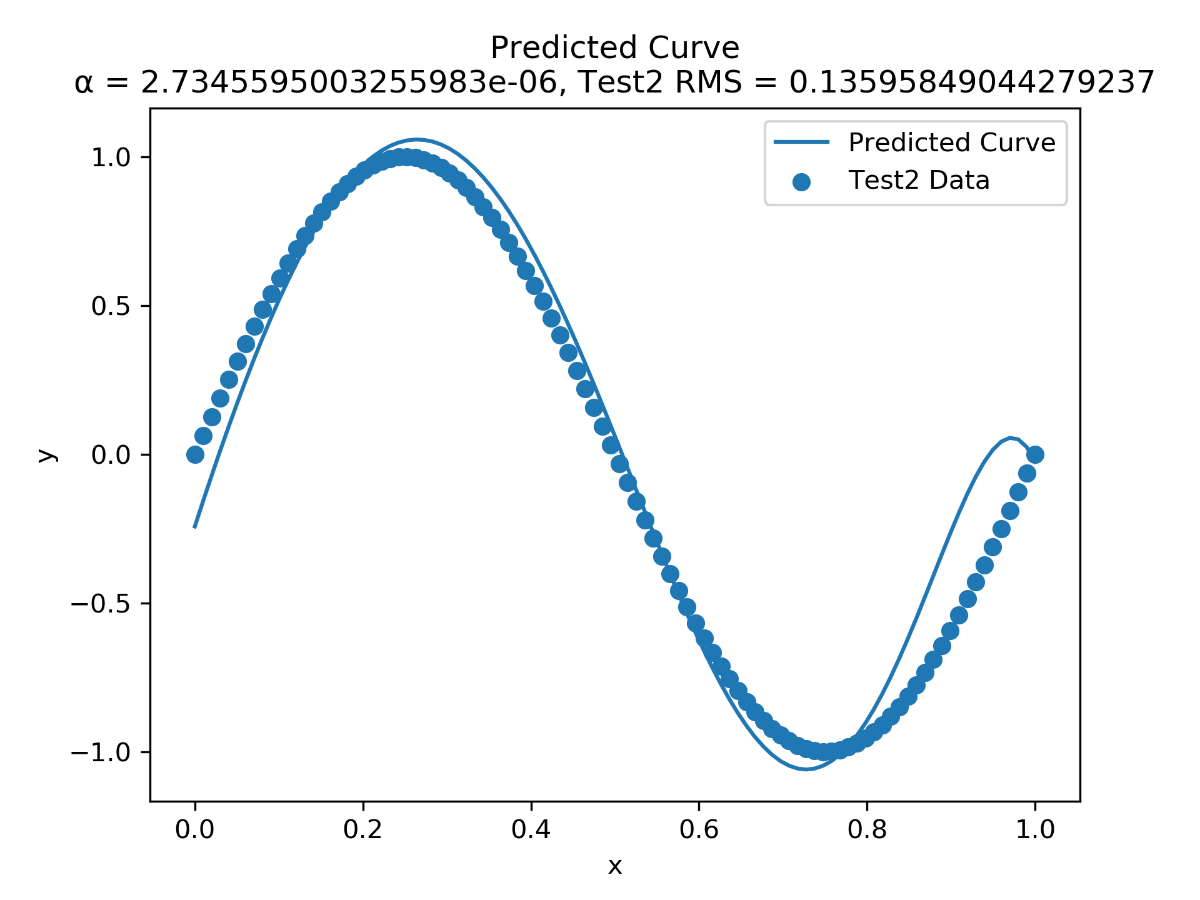 Predicted Curve
α = 2.7345595003255983e-06, Test2 RMS = 0.13595849044279237
Predicted Curve
Test2 Data
1.0
0.5
0.0
−0.5
−1.0
y
0.0 0.2 0.4 0.6 0.8 1.0
x